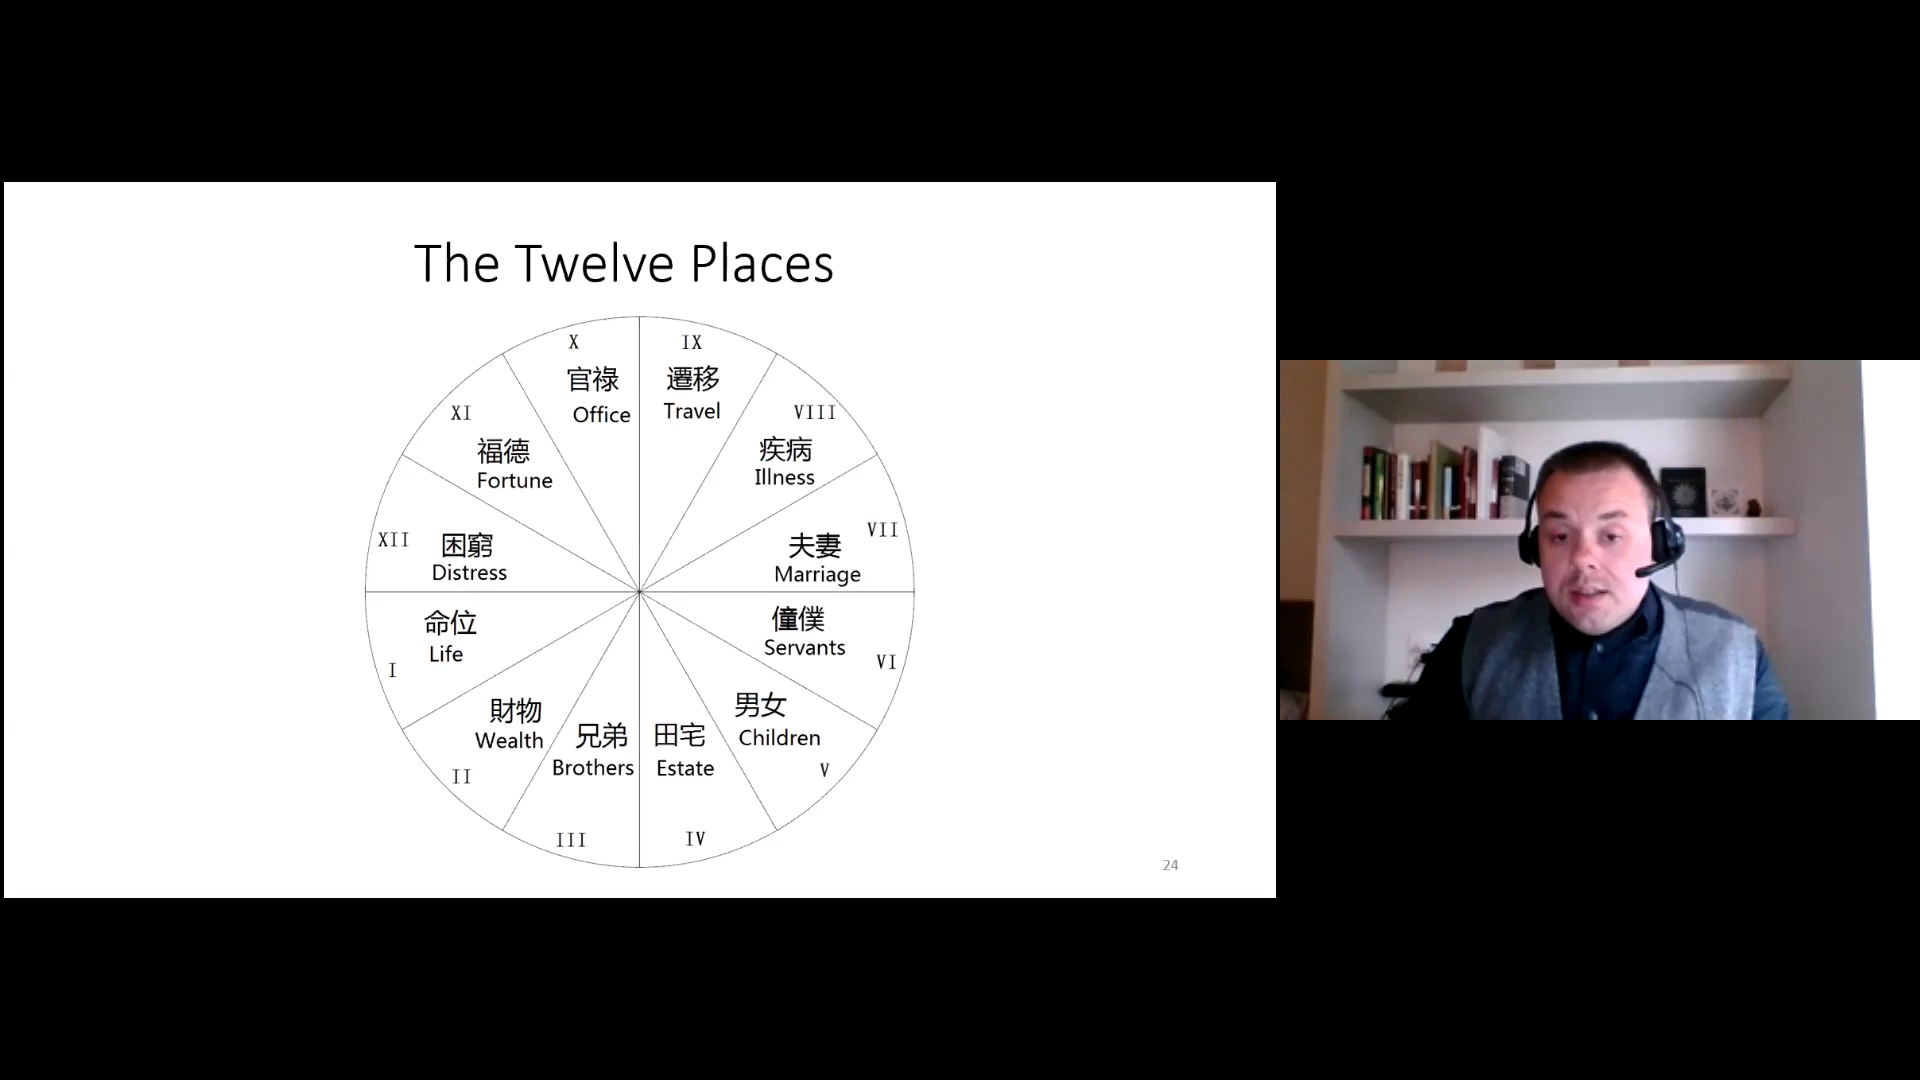 The Twelve Places
X
官祿
Office
IX
遷移
Travel
VIII
疾病
Illness
VII
夫妻
Marriage
VI
僮僕
Servants
V
男女
Children
IV
田宅
Estate
III
兄弟
Brothers
II
財物
Wealth
I
命位
Life
XII
困窮
Distress
XI
福德
Fortune
24